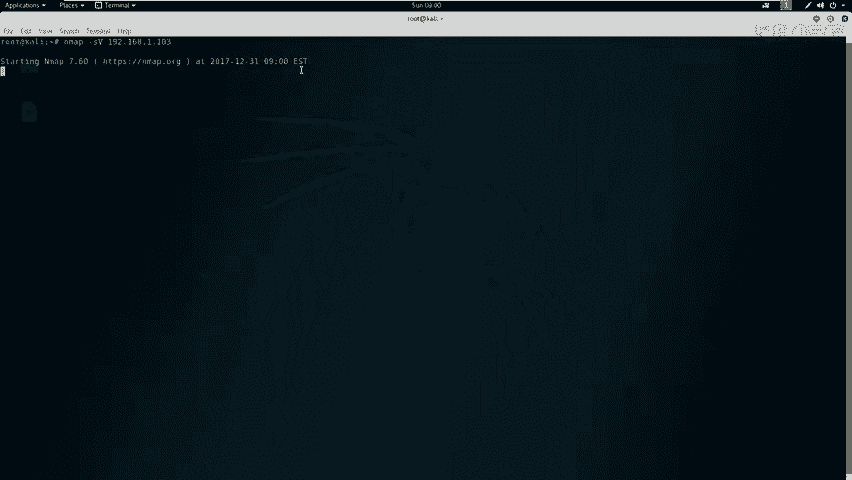 Applications Places Terminal Sun 09:00
root@kali: ~
File Edit View Search Terminal Help
root@kali:~# nmap -sV 192.168.1.103
Starting Nmap 7.60 ( https://nmap.org ) at 2017-12-31 09:00 EST